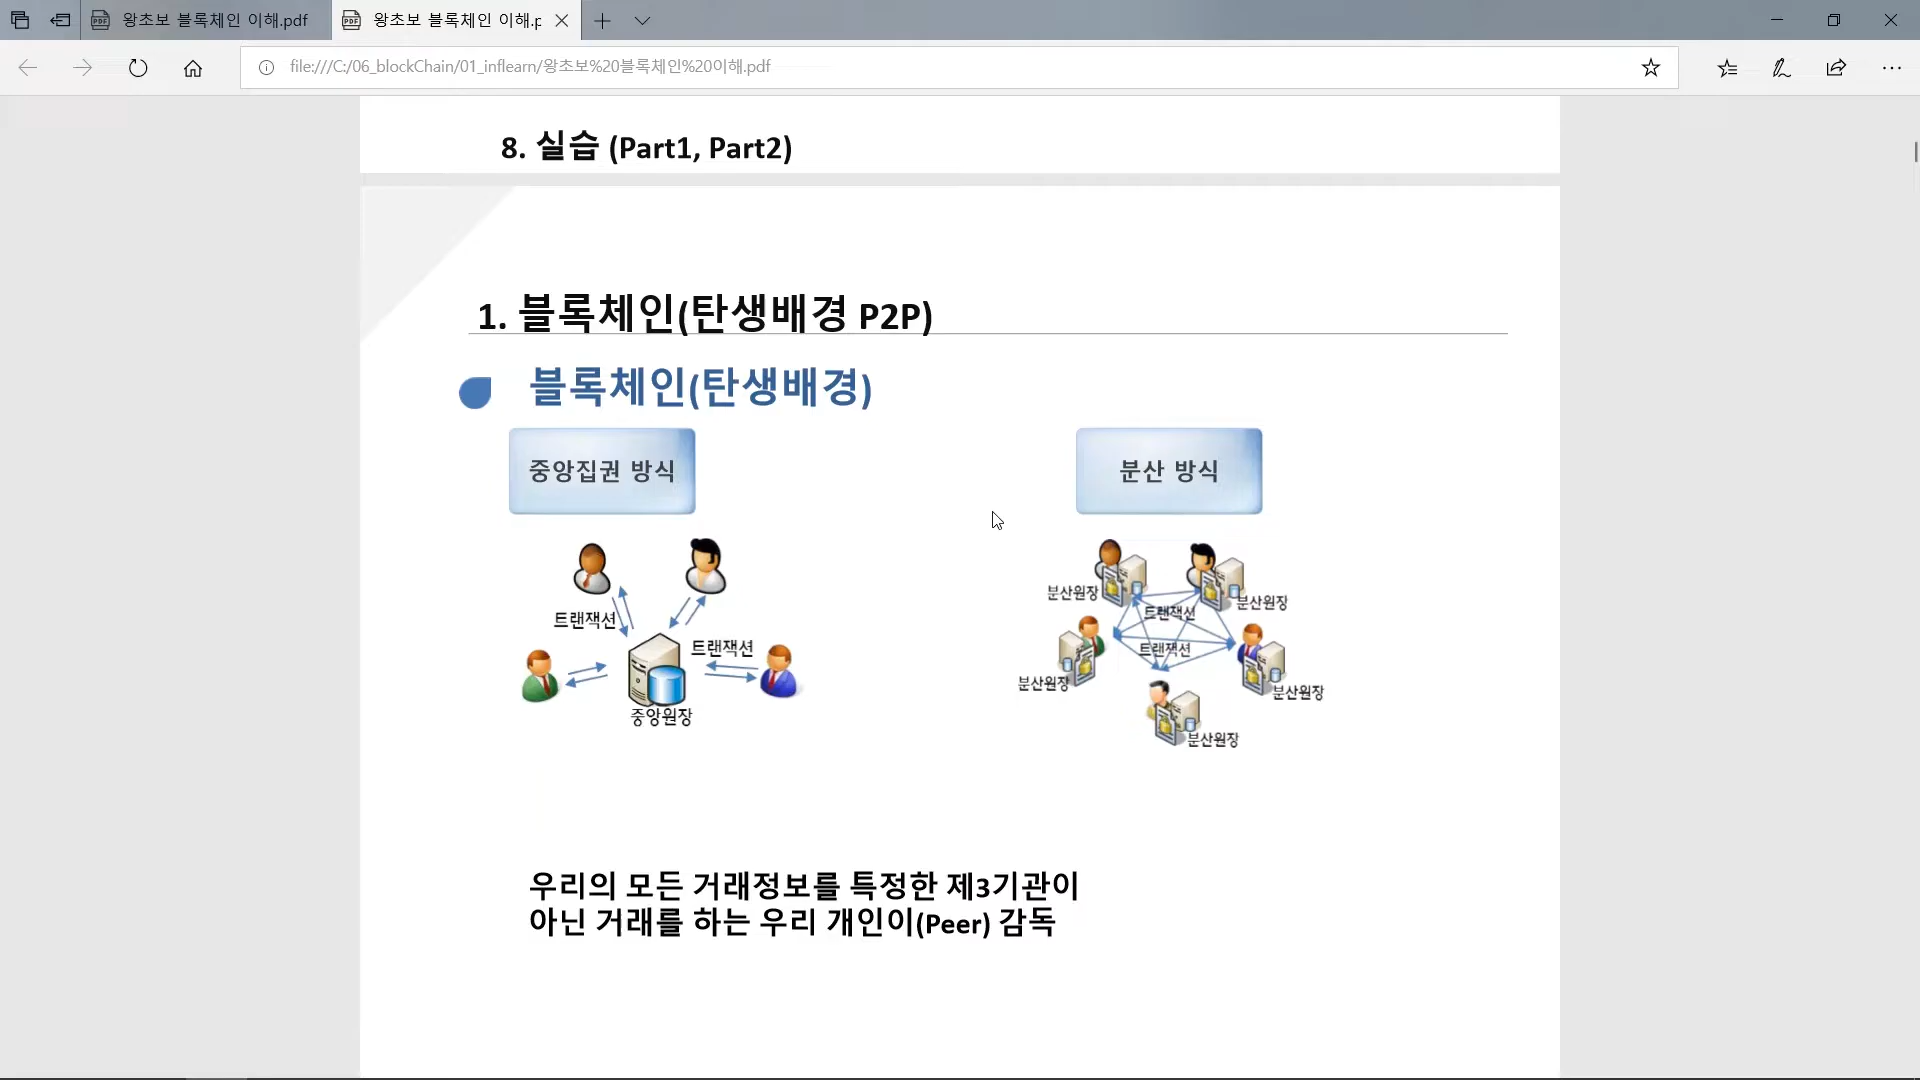 왕초보 블록체인 이해.pdf
왕초보 블록체인 이해.p
file:///C:/06_blockChain/01_inflearn/왕초보%20블록체인%20이해.pdf
8. 실습 (Part1, Part2)
1. 블록체인(탄생배경 P2P)
블록체인(탄생배경)
중앙집권 방식
트랜잭션
트랜잭션
중앙원장
분산 방식
분산원장
분산원장
트랜잭션
트랜잭션
분산원장
분산원장
분산원장
우리의 모든 거래정보를 특정한 제3기관이
아닌 거래를 하는 우리 개인이(Peer) 감독